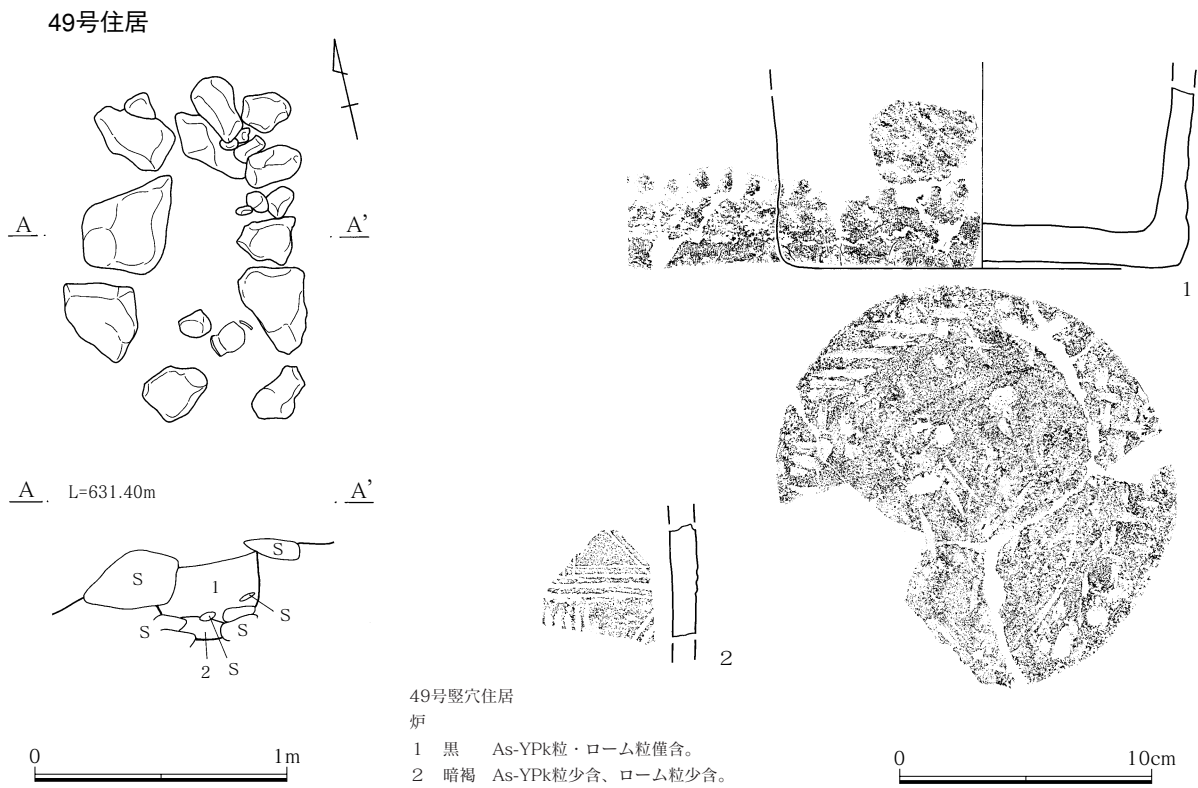 49号住居
A A'
1
A L=631.40m A'
S
S
1
S
S
S
2
S
2
49号竪穴住居
炉
1 黒 As-YPk粒・ローム粒僅含。
2 暗褐 As-YPk粒少含、ローム粒少含。
0 1m
0 10cm